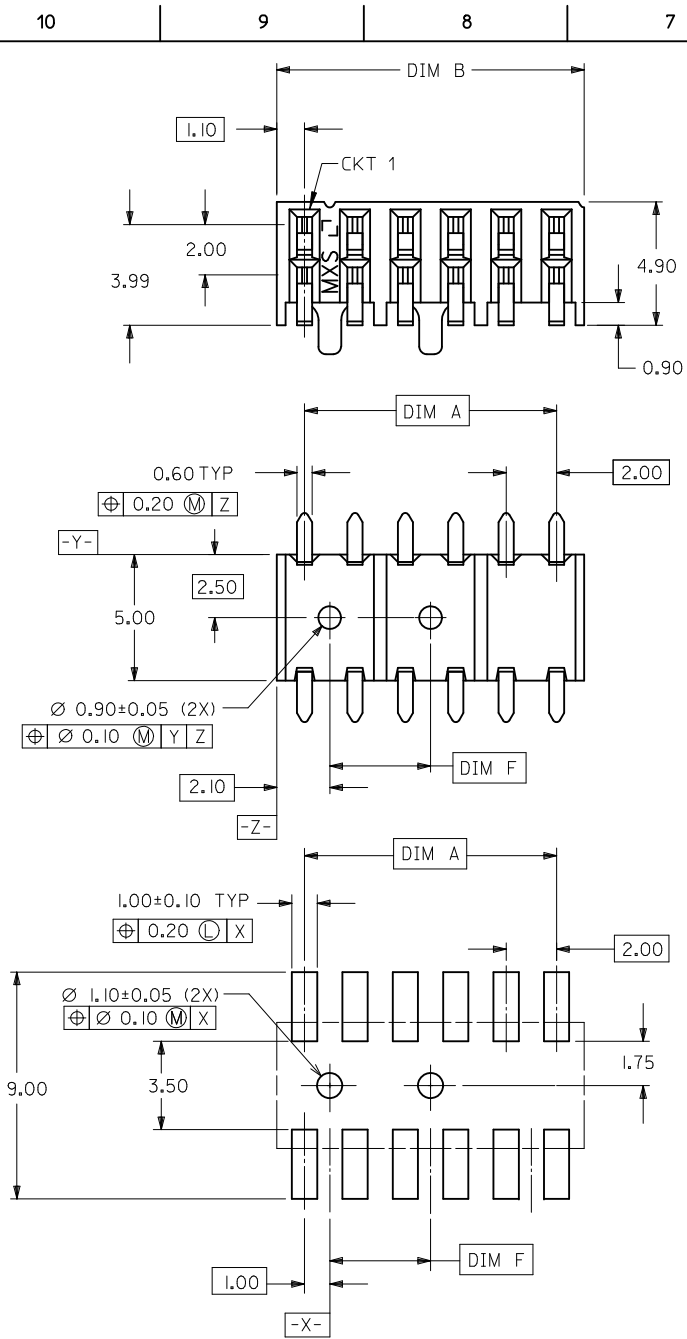 10 9 8 7
DIM B
1.10
CKT 1
2.00
3.99
MXS
4.90
0.90
DIM A
0.60 TYP
2.00
⌖ 0.20 Ⓜ Z
-Y-
2.50
5.00
Ø 0.90±0.05 (2X)
⌖ Ø 0.10 Ⓜ Y Z
DIM F
2.10
-Z-
DIM A
1.00±0.10 TYP
⌖ 0.20 Ⓛ X
2.00
Ø 1.10±0.05 (2X)
⌖ Ø 0.10 Ⓜ X
1.75
9.00
3.50
DIM F
1.00
-X-